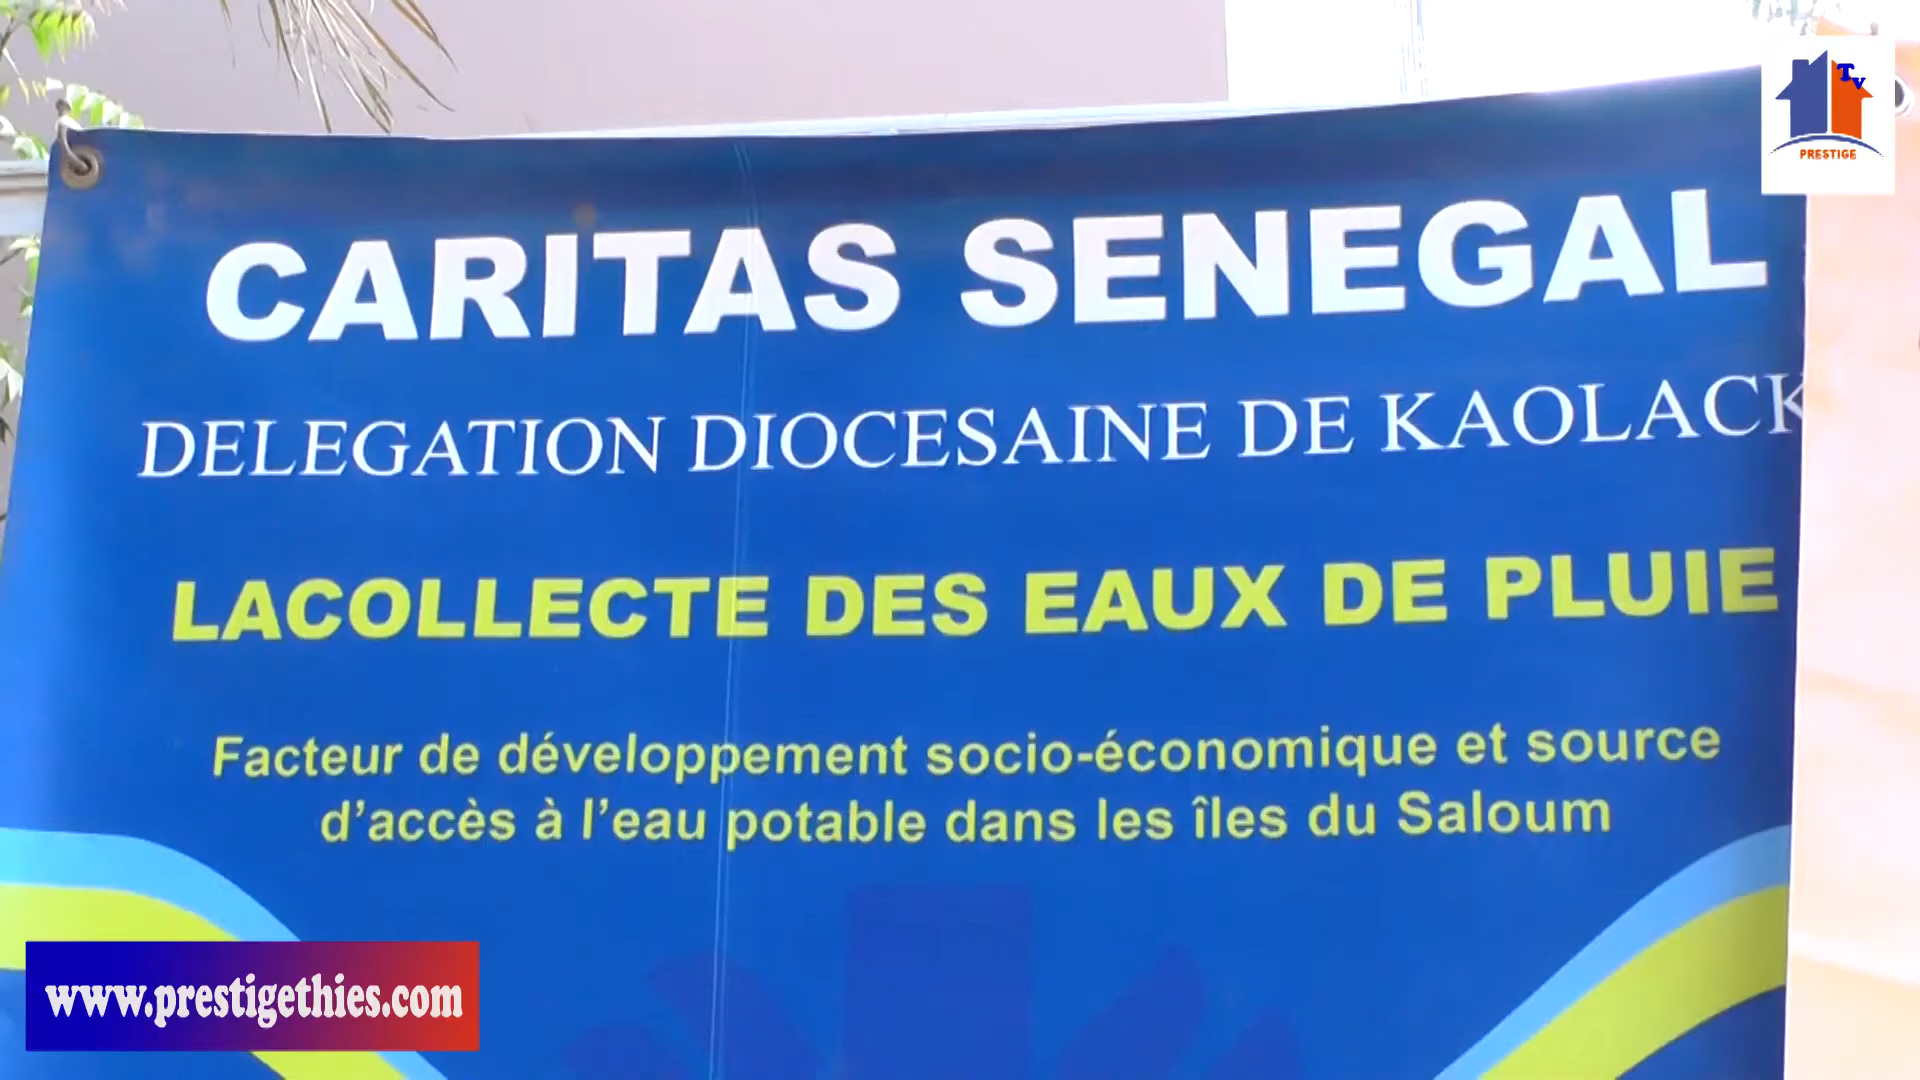 TV
PRESTIGE
CARITAS SENEGAL
DELEGATION DIOCESAINE DE KAOLACK
LACOLLECTE DES EAUX DE PLUIE
Facteur de développement socio-économique et source
d'accès à l'eau potable dans les îles du Saloum
www.prestigethies.com